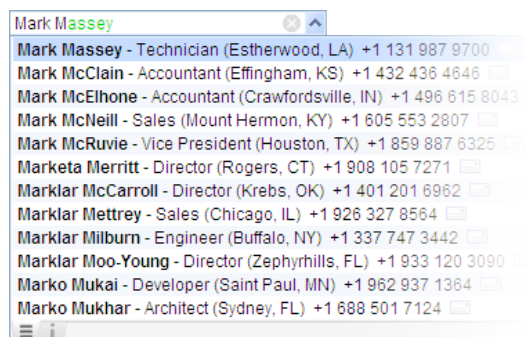 Mark Massey
Mark Massey - Technician (Estherwood, LA) +1 131 987 9700
Mark McClain - Accountant (Effingham, KS) +1 432 436 4646
Mark McElhone - Accountant (Crawfordsville, IN) +1 496 615 8043
Mark McNeill - Sales (Mount Hermon, KY) +1 605 553 2807
Mark McRuvie - Vice President (Houston, TX) +1 859 887 6325
Marketa Merritt - Director (Rogers, CT) +1 908 105 7271
Marklar McCarroll - Director (Krebs, OK) +1 401 201 6962
Marklar Mettrey - Sales (Chicago, IL) +1 926 327 8564
Marklar Milburn - Engineer (Buffalo, NY) +1 337 747 3442
Marklar Moo-Young - Director (Zephyrhills, FL) +1 933 120 3090
Marko Mukai - Developer (Saint Paul, MN) +1 962 937 1364
Marko Mukhar - Architect (Sydney, FL) +1 688 501 7124